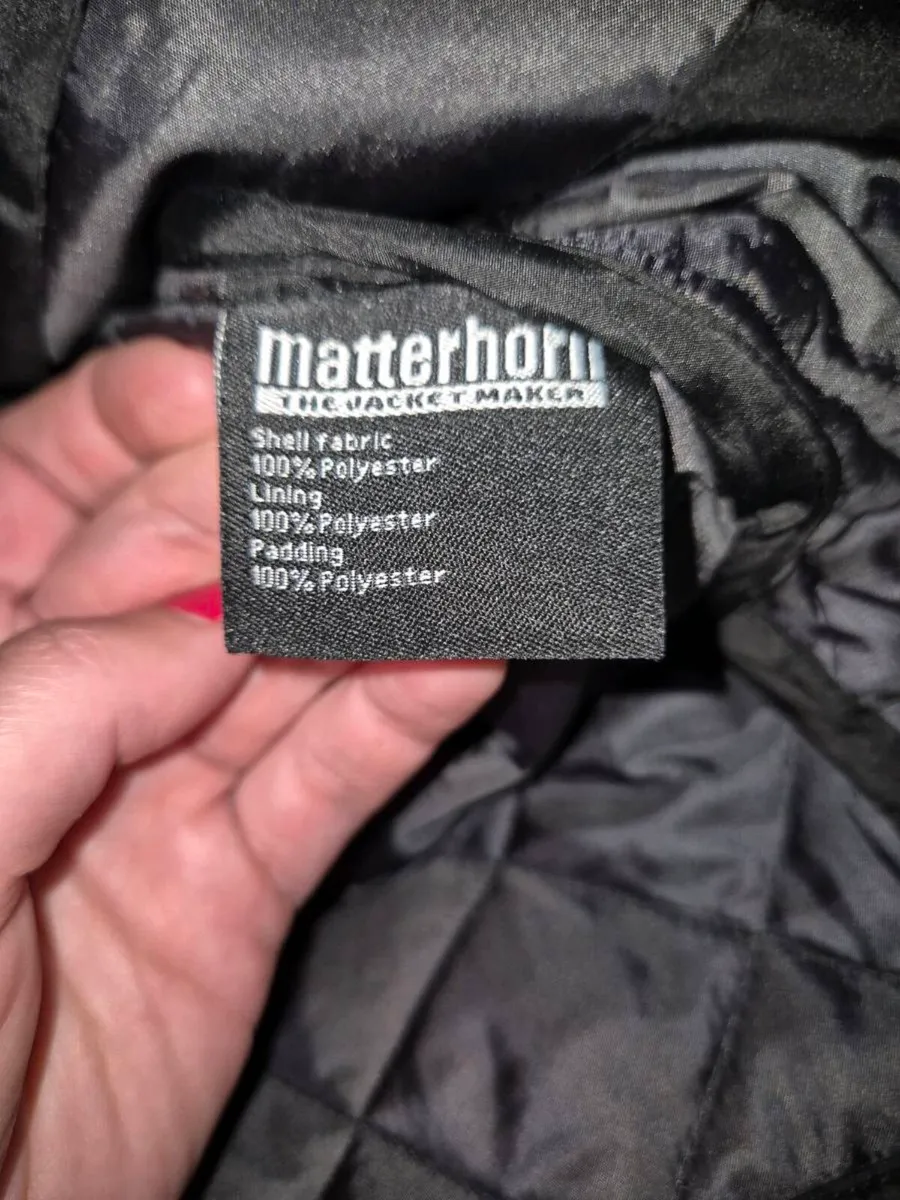 matterhorn
THE JACKET MAKER
Shell fabric
100% Polyester
Lining
100% Polyester
Padding
100% Polyester